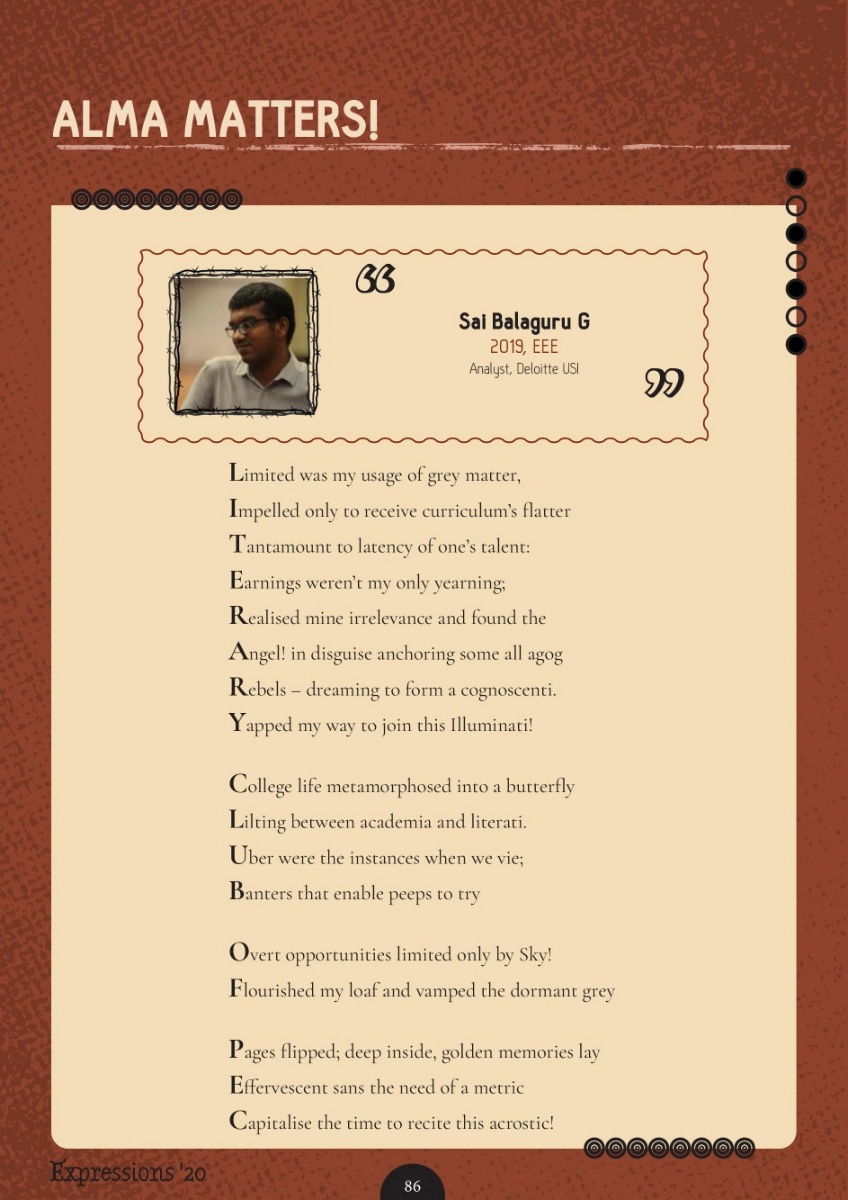 ALMA MATTERS!
“
Sai Balaguru G
2019, EEE
Analyst, Deloitte USI
”
Limited was my usage of grey matter,
Impelled only to receive curriculum’s flatter
Tantamount to latency of one’s talent:
Earnings weren’t my only yearning;
Realised mine irrelevance and found the
Angel! in disguise anchoring some all agog
Rebels – dreaming to form a cognoscenti.
Yapped my way to join this Illuminati!
College life metamorphosed into a butterfly
Lilting between academia and literati.
Uber were the instances when we vie;
Banters that enable peeps to try
Overt opportunities limited only by Sky!
Flourished my loaf and vamped the dormant grey
Pages flipped; deep inside, golden memories lay
Effervescent sans the need of a metric
Capitalise the time to recite this acrostic!
Expressions '20
86